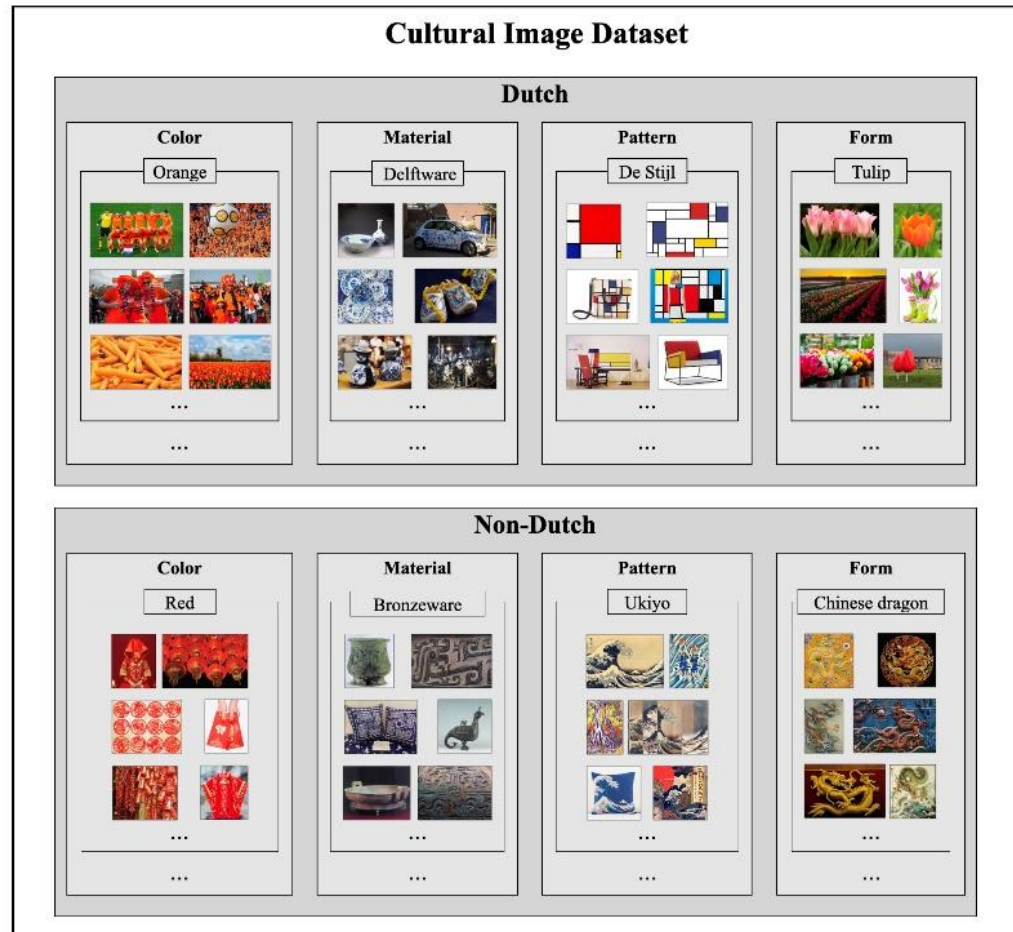 Cultural Image Dataset
Dutch
Color
Material
Pattern
Form
Orange
Delftware
De Stijl
Tulip
...
...
...
...
...
...
...
...
Non-Dutch
Color
Material
Pattern
Form
Red
Bronzeware
Ukiyo
Chinese dragon
...
...
...
...
...
...
...
...